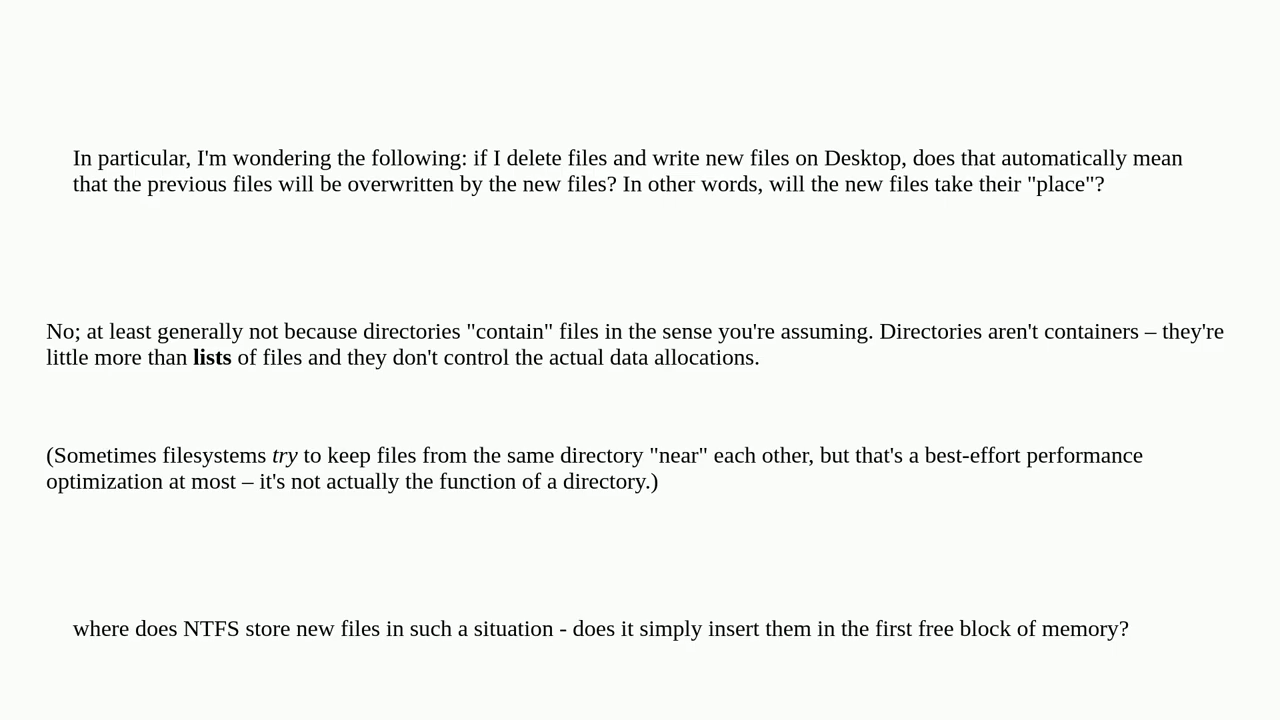 In particular, I'm wondering the following: if I delete files and write new files on Desktop, does that automatically mean
that the previous files will be overwritten by the new files? In other words, will the new files take their "place"?
No; at least generally not because directories "contain" files in the sense you're assuming. Directories aren't containers – they're
little more than lists of files and they don't control the actual data allocations.
(Sometimes filesystems try to keep files from the same directory "near" each other, but that's a best-effort performance
optimization at most – it's not actually the function of a directory.)
where does NTFS store new files in such a situation - does it simply insert them in the first free block of memory?